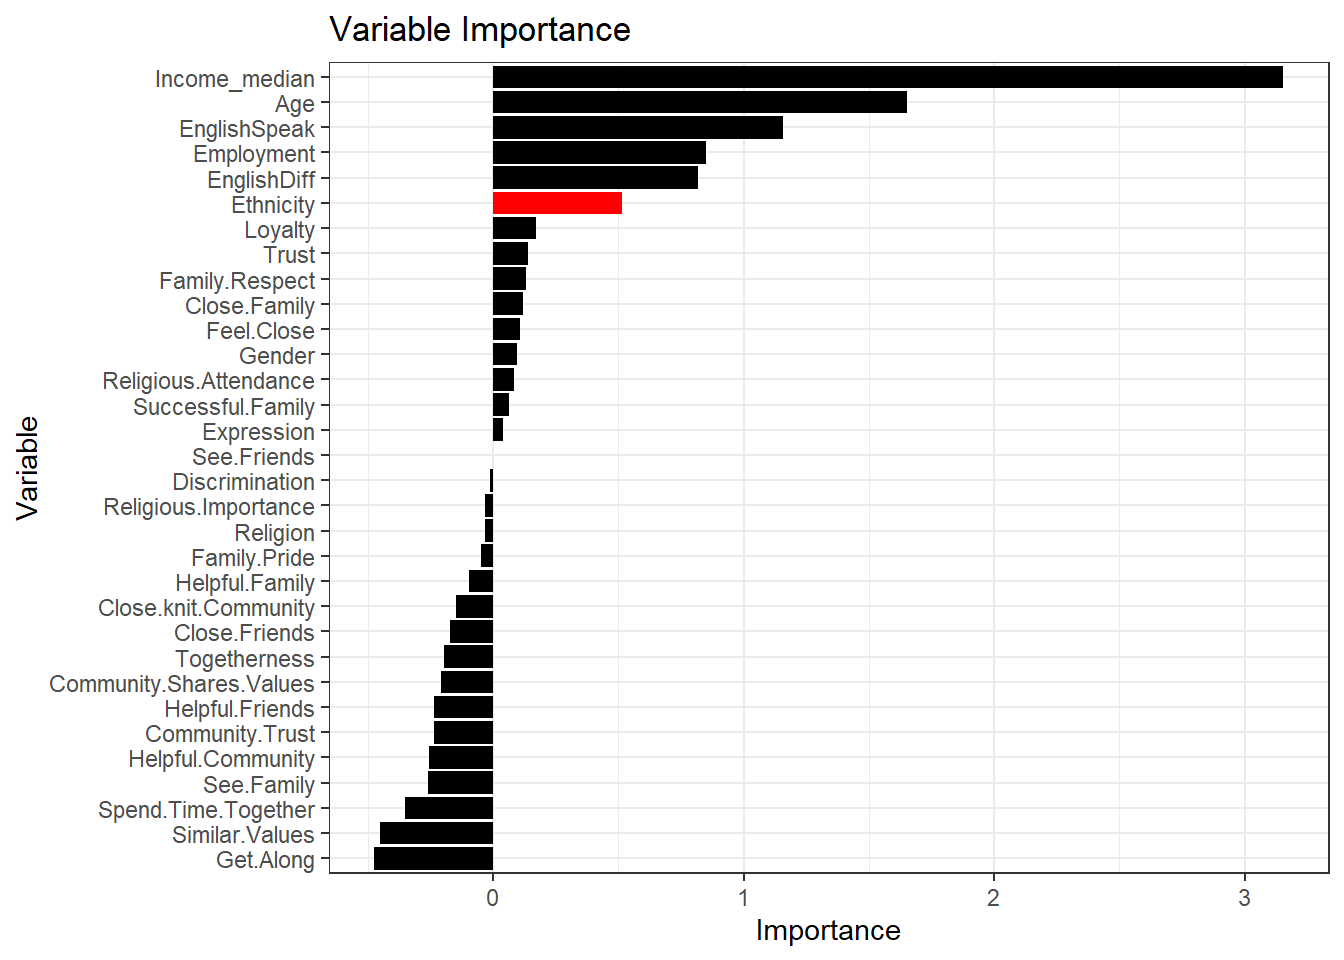 Variable Importance
Income_median
Age
EnglishSpeak
Employment
EnglishDiff
Ethnicity
Loyalty
Trust
Family.Respect
Close.Family
Feel.Close
Gender
Religious.Attendance
Successful.Family
Expression
See.Friends
Discrimination
Religious.Importance
Religion
Family.Pride
Helpful.Family
Close.knit.Community
Close.Friends
Togetherness
Community.Shares.Values
Helpful.Friends
Community.Trust
Helpful.Community
See.Family
Spend.Time.Together
Similar.Values
Get.Along
Variable
0 1 2 3
Importance